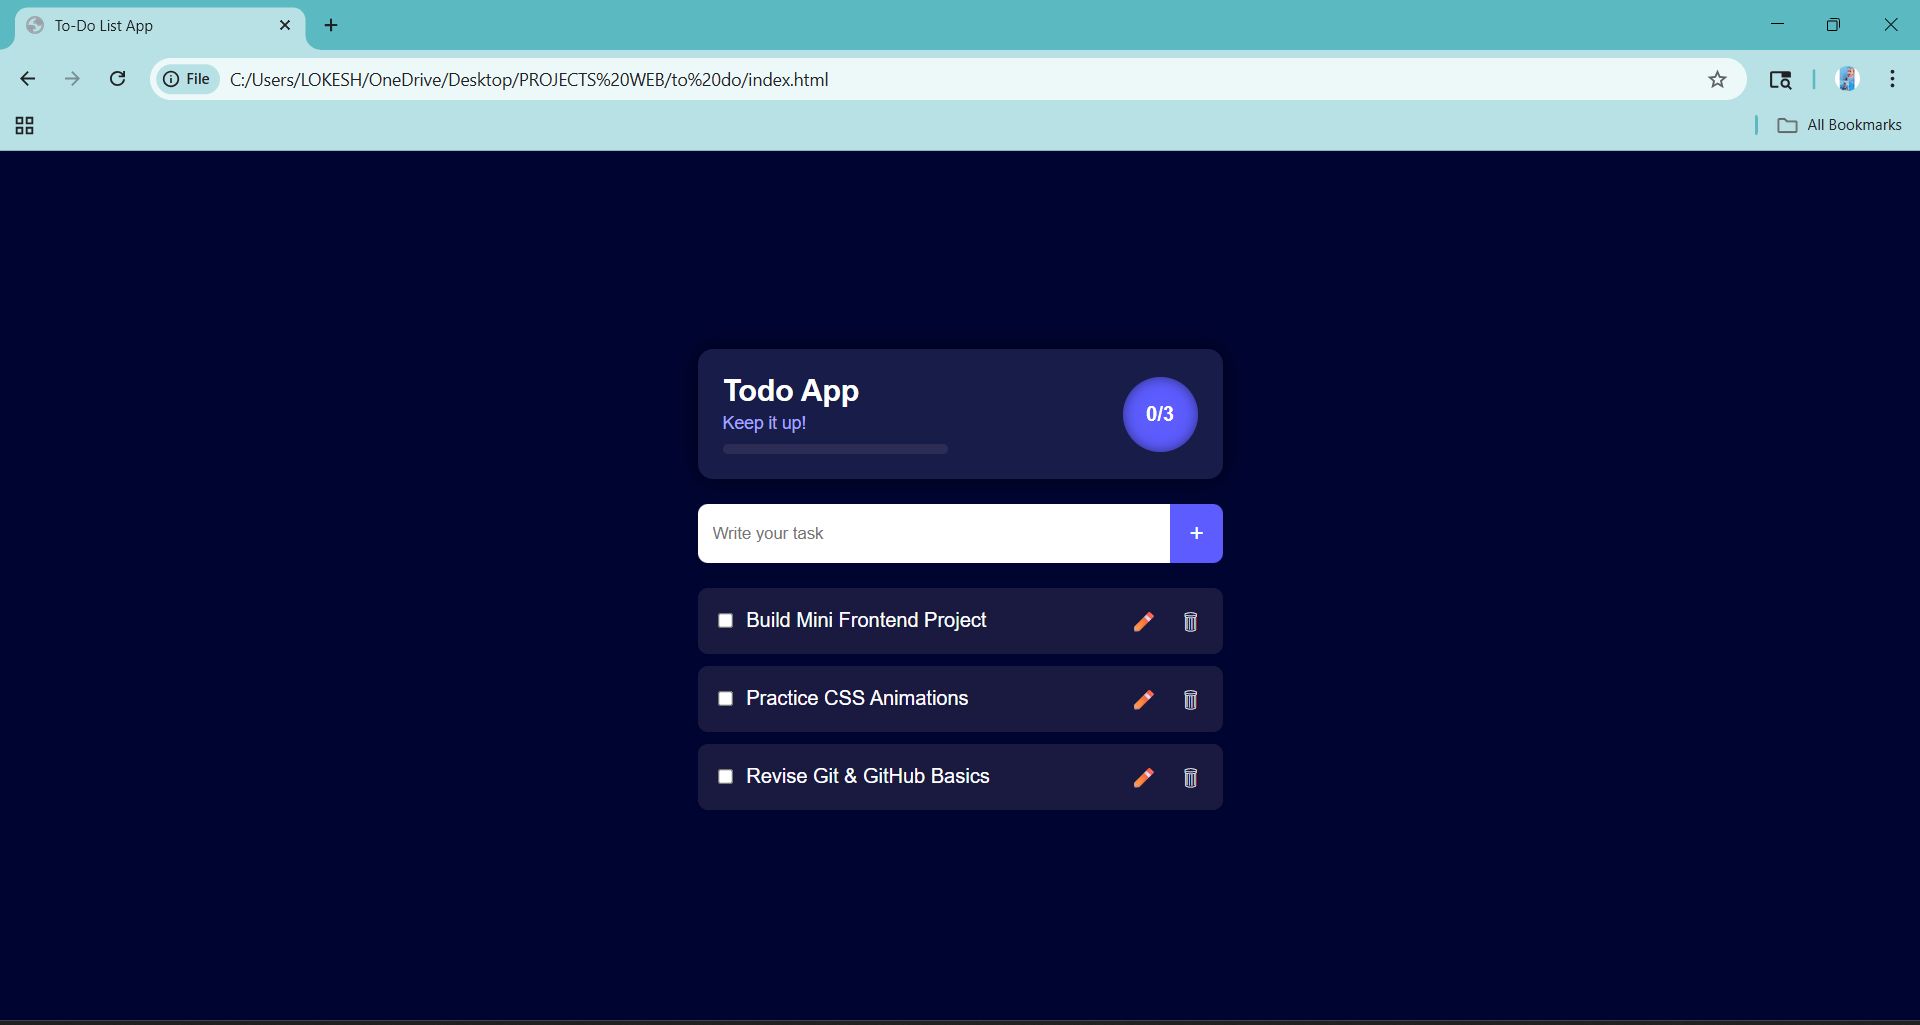 To-Do List App
File C:/Users/LOKESH/OneDrive/Desktop/PROJECTS%20WEB/to%20do/index.html
All Bookmarks
Todo App
Keep it up!
0/3
Write your task +
Build Mini Frontend Project
Practice CSS Animations
Revise Git & GitHub Basics